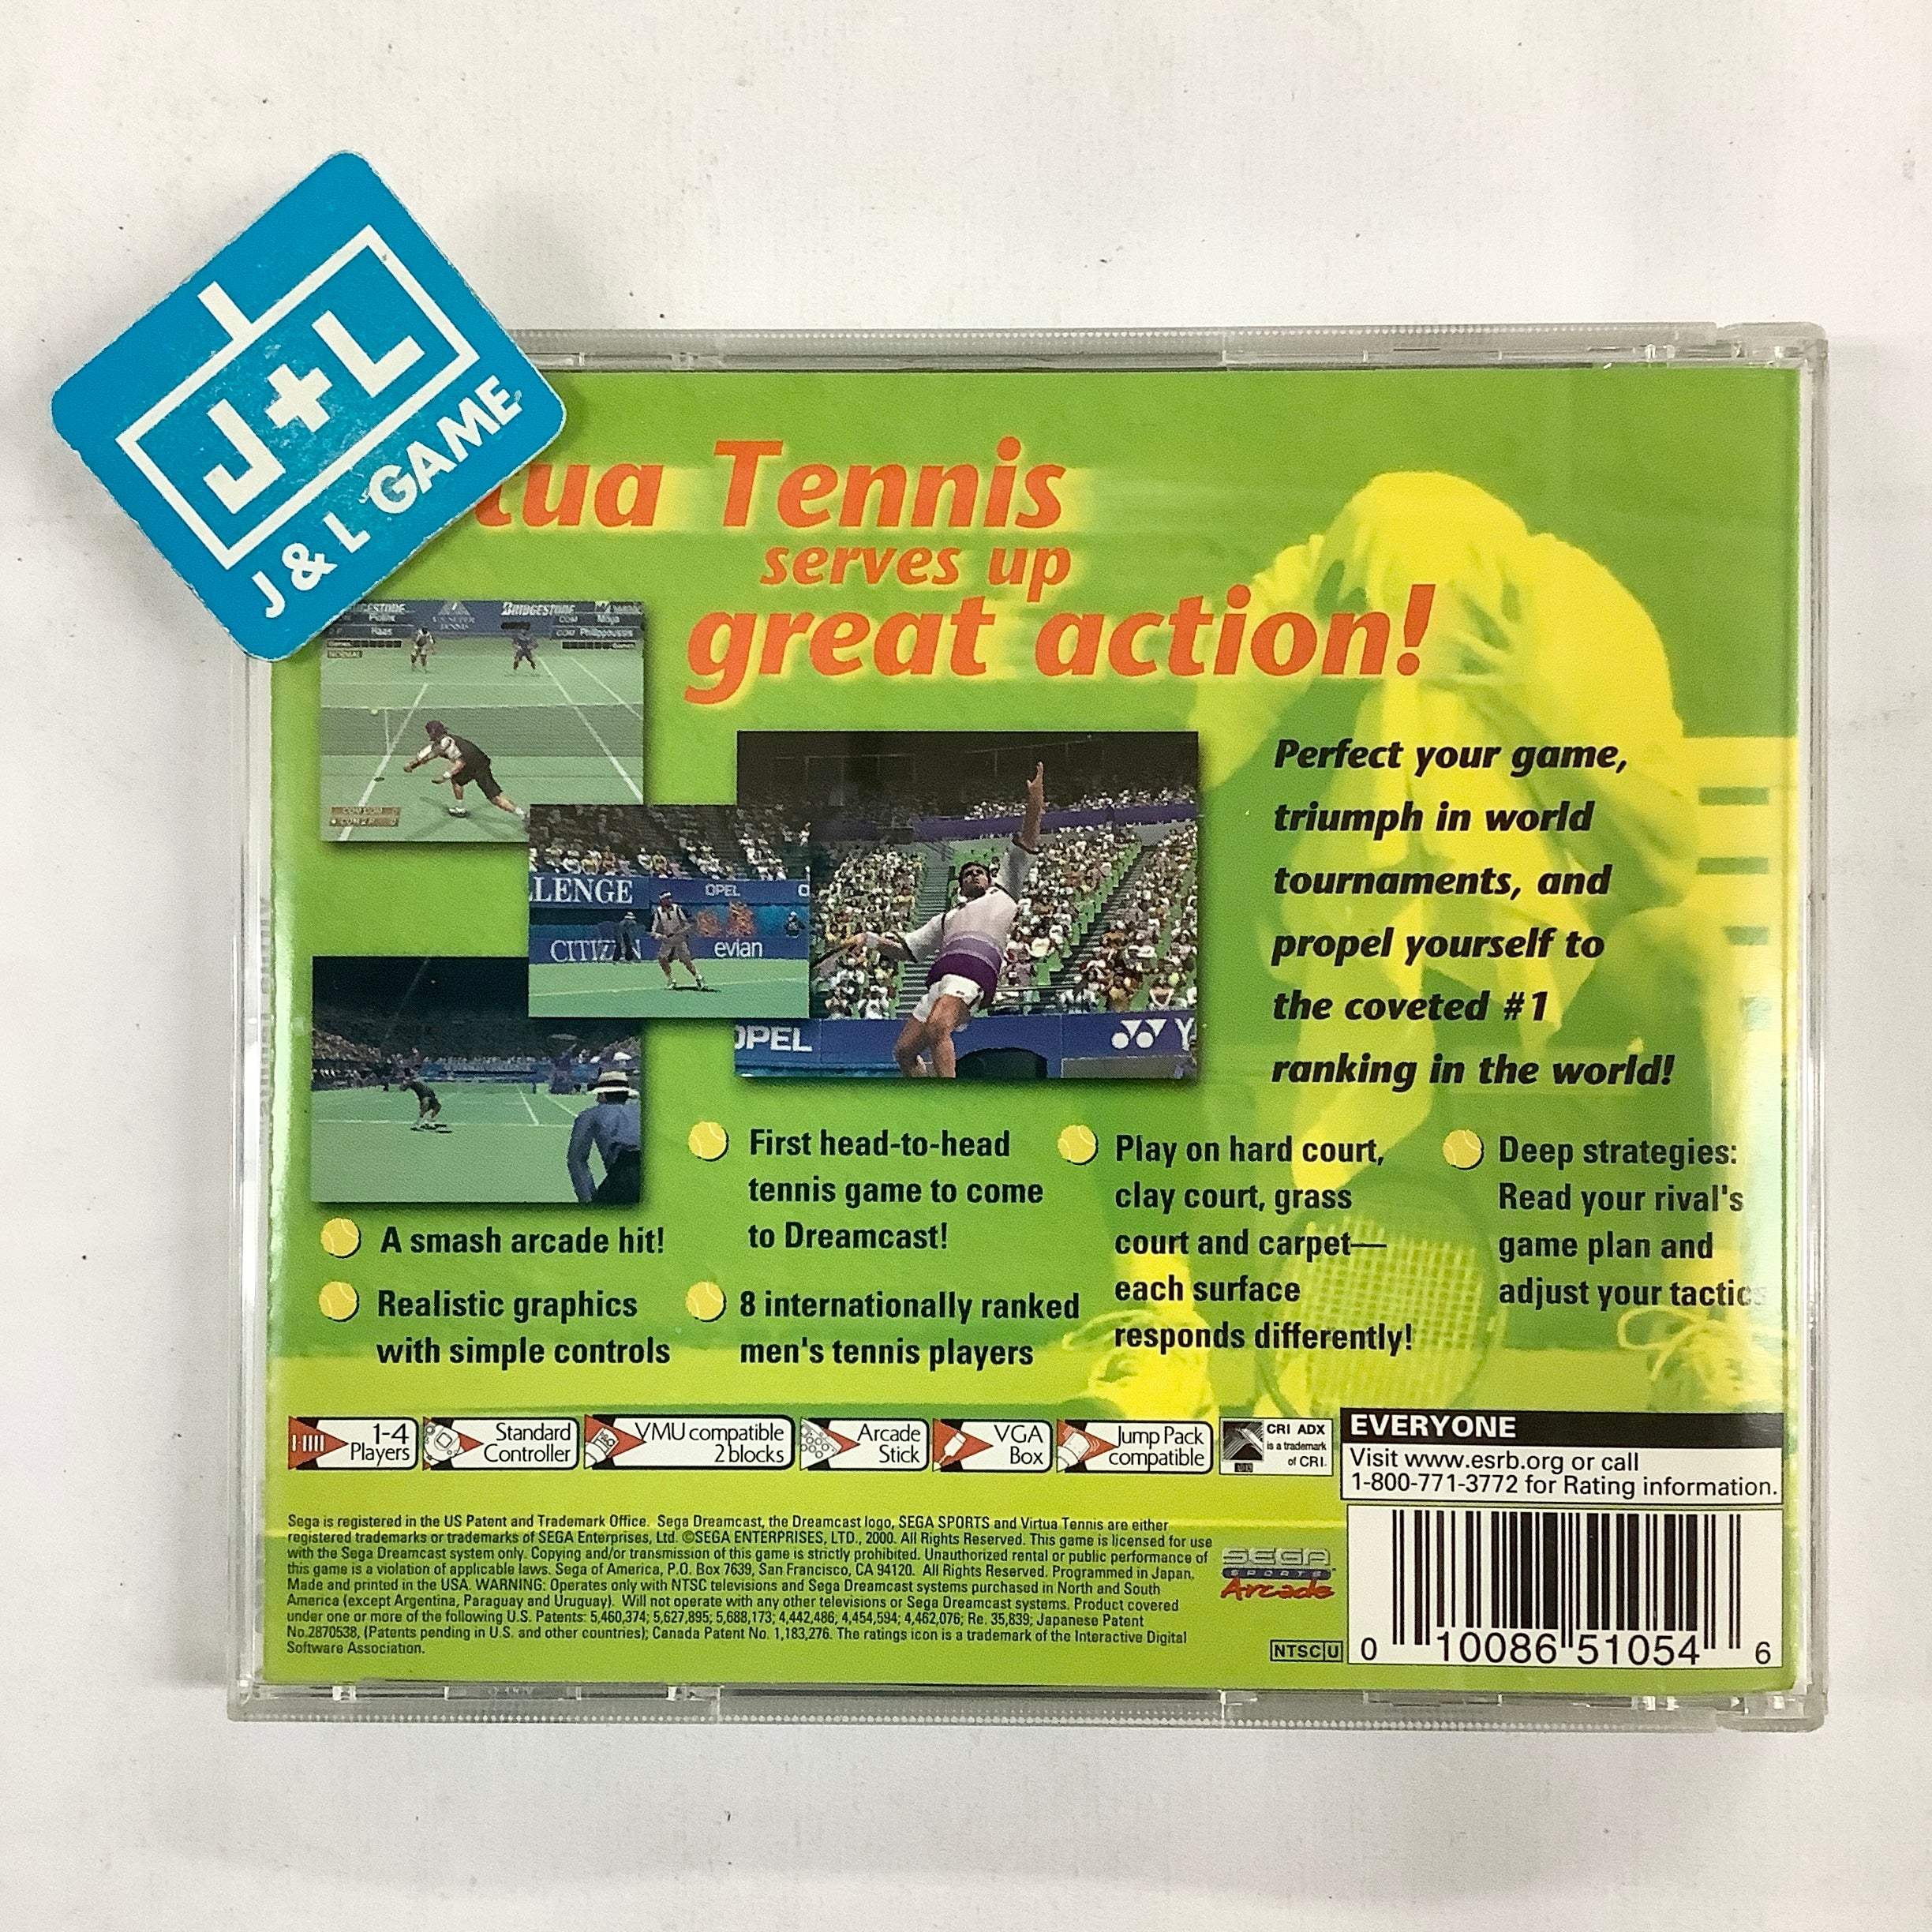 J+L
J & L GAME
tua Tennis
serves up
great action!
BRIDGESTONE
Haas
COM Philippoussis
NORMAL
LLENGE
OPEL
CITIZEN
evian
OPEL
Perfect your game,
triumph in world
tournaments, and
propel yourself to
the coveted #1
ranking in the world!
A smash arcade hit!
Realistic graphics
with simple controls
First head-to-head
tennis game to come
to Dreamcast!
8 internationally ranked
men's tennis players
Play on hard court,
clay court, grass
court and carpet—
each surface
responds differently!
Deep strategies:
Read your rival's
game plan and
adjust your tactics
1-4
Players
Standard
Controller
VMU compatible
2 blocks
Arcade
Stick
VGA
Box
Jump Pack
compatible
CRI ADX
is a trademark
of CRI.
EVERYONE
Visit www.esrb.org or call
1-800-771-3772 for Rating information.
Sega is registered in the US Patent and Trademark Office. Sega Dreamcast, the Dreamcast logo, SEGA SPORTS and Virtua Tennis are either
registered trademarks or trademarks of SEGA Enterprises, Ltd. ©SEGA ENTERPRISES, LTD., 2000. All Rights Reserved. This game is licensed for use
with the Sega Dreamcast system only. Copying and/or transmission of this game is strictly prohibited. Unauthorized rental or public performance of
this game is a violation of applicable laws. Sega of America, P.O. Box 7639, San Francisco, CA 94120. All Rights Reserved. Programmed in Japan.
Made and printed in the USA. WARNING: Operates only with NTSC televisions and Sega Dreamcast systems purchased in North and South
America (except Argentina, Paraguay and Uruguay). Will not operate with any other televisions or Sega Dreamcast systems. Product covered
under one or more of the following U.S. Patents: 5,460,374; 5,627,895; 5,688,173; 4,442,486; 4,454,594; 4,462,076; Re. 35,839; Japanese Patent
No.2870538, (Patents pending in U.S. and other countries); Canada Patent No. 1,183,276. The ratings icon is a trademark of the Interactive Digital
Software Association.
SEGA
SPORTS
Arcade
NTSC U
0 10086 51054 6